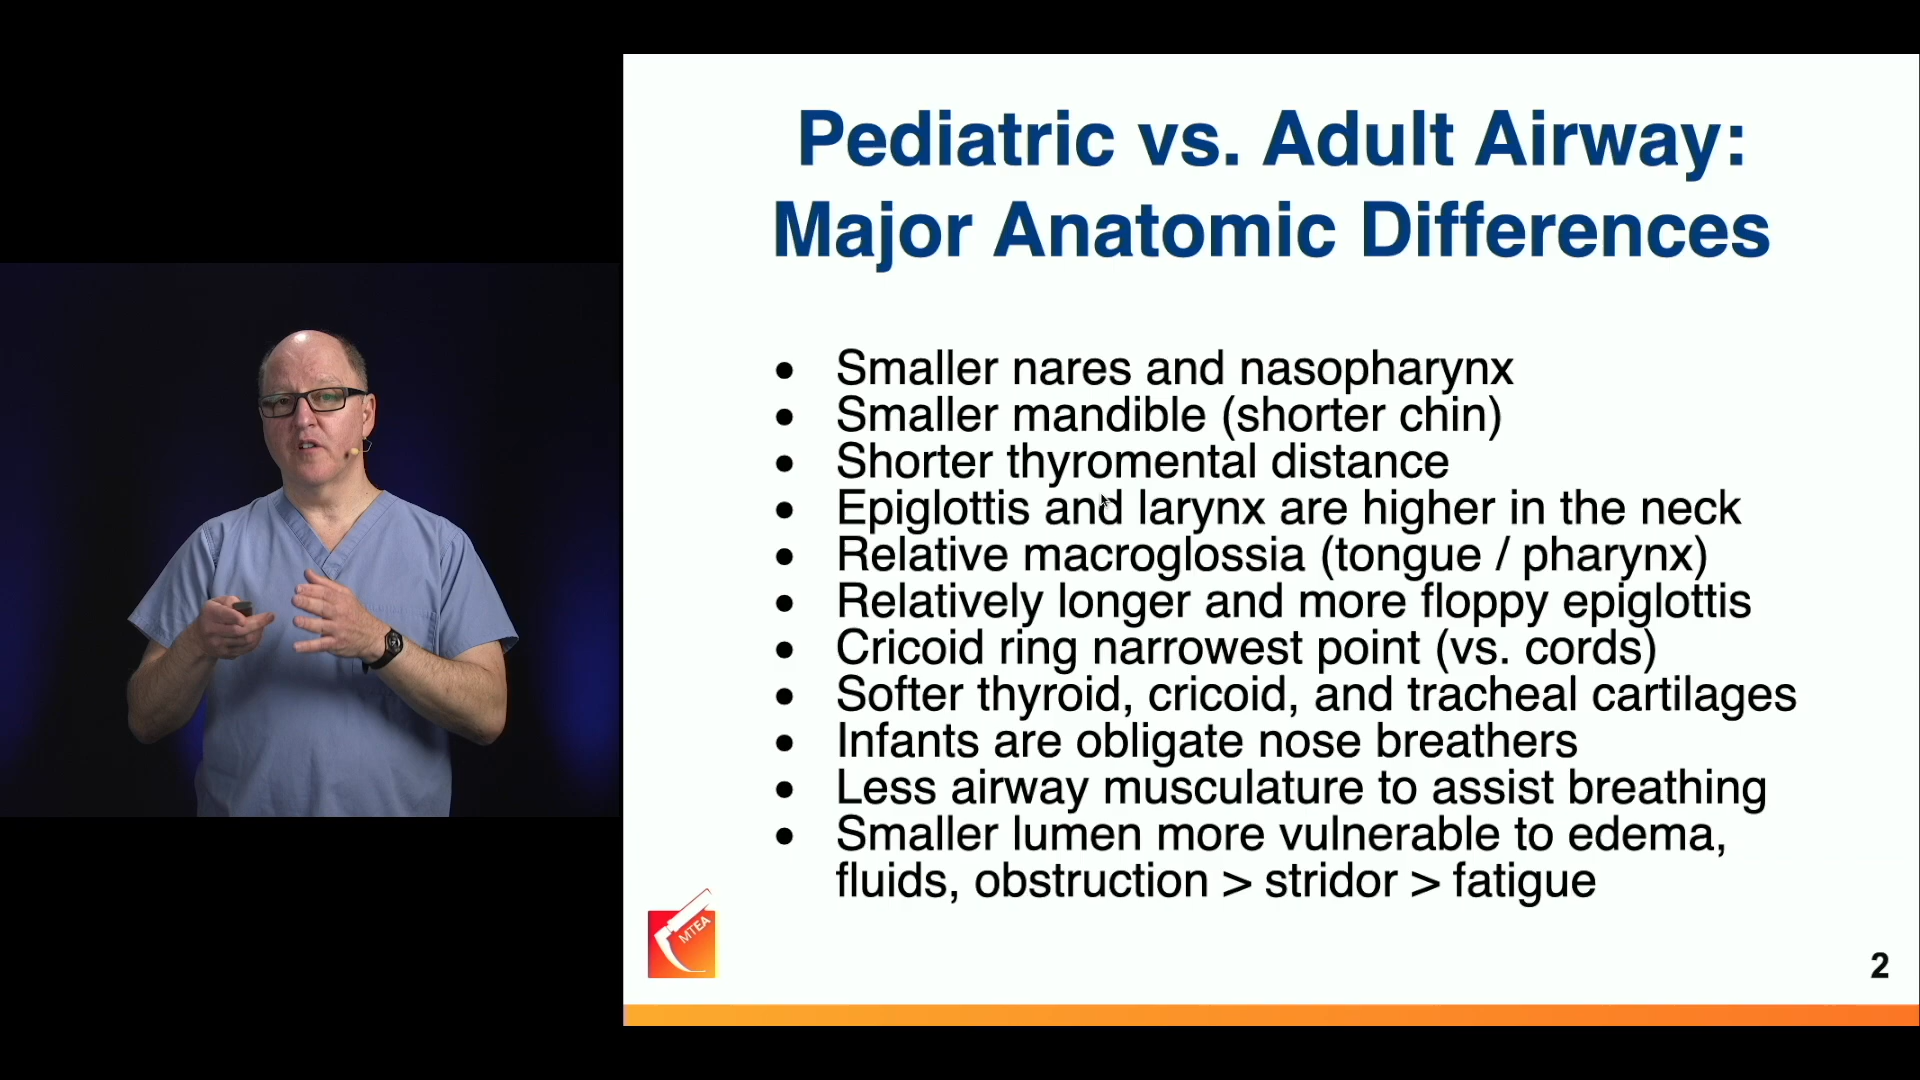 Pediatric vs. Adult Airway:
Major Anatomic Differences
• Smaller nares and nasopharynx
• Smaller mandible (shorter chin)
• Shorter thyromental distance
• Epiglottis and larynx are higher in the neck
• Relative macroglossia (tongue / pharynx)
• Relatively longer and more floppy epiglottis
• Cricoid ring narrowest point (vs. cords)
• Softer thyroid, cricoid, and tracheal cartilages
• Infants are obligate nose breathers
• Less airway musculature to assist breathing
• Smaller lumen more vulnerable to edema,
fluids, obstruction > stridor > fatigue
MTEA
2